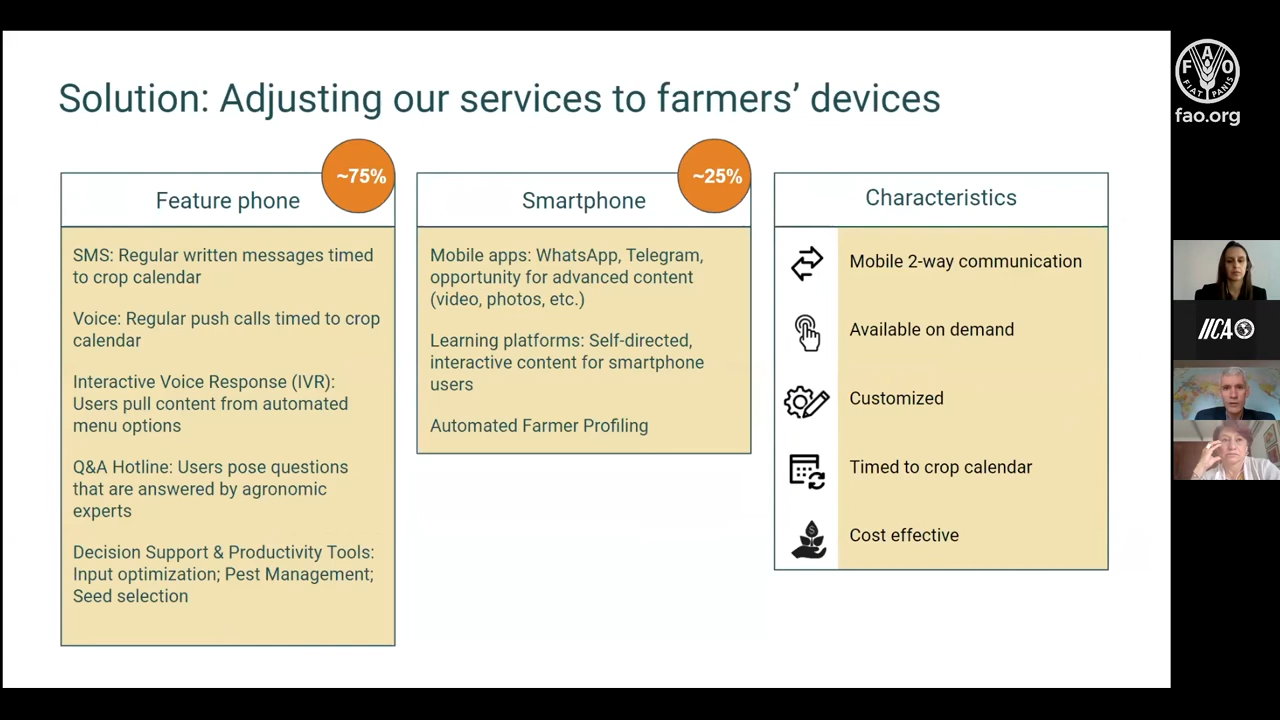 Solution: Adjusting our services to farmers’ devices
~75%
Feature phone
SMS: Regular written messages timed
to crop calendar
Voice: Regular push calls timed to crop
calendar
Interactive Voice Response (IVR):
Users pull content from automated
menu options
Q&A Hotline: Users pose questions
that are answered by agronomic
experts
Decision Support & Productivity Tools:
Input optimization; Pest Management;
Seed selection
~25%
Smartphone
Mobile apps: WhatsApp, Telegram,
opportunity for advanced content
(video, photos, etc.)
Learning platforms: Self-directed,
interactive content for smartphone
users
Automated Farmer Profiling
Characteristics
Mobile 2-way communication
Available on demand
Customized
Timed to crop calendar
Cost effective
F A O
FIAT PANIS
fao.org
IICA